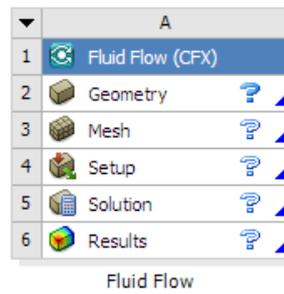 A
1 Fluid Flow (CFX)
2 Geometry ?
3 Mesh ?
4 Setup ?
5 Solution ?
6 Results ?
Fluid Flow